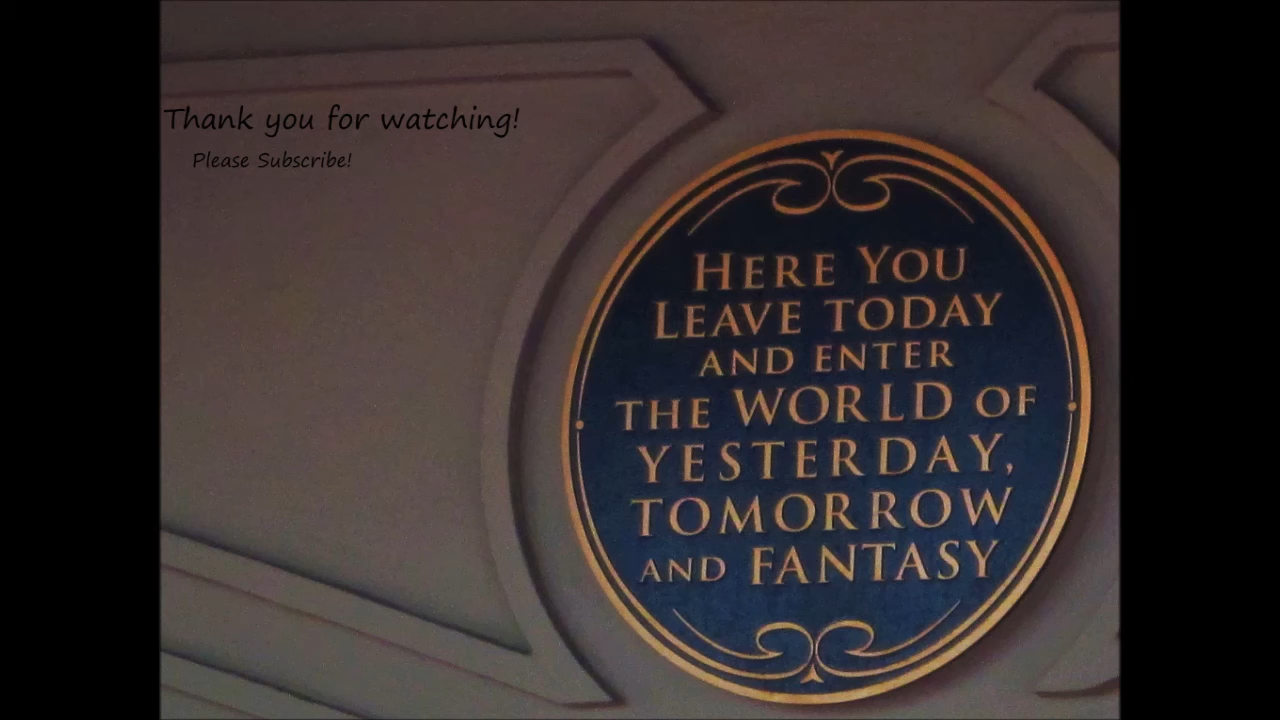 Thank you for watching!
Please Subscribe!
HERE YOU
LEAVE TODAY
AND ENTER
THE WORLD OF
YESTERDAY,
TOMORROW
AND FANTASY